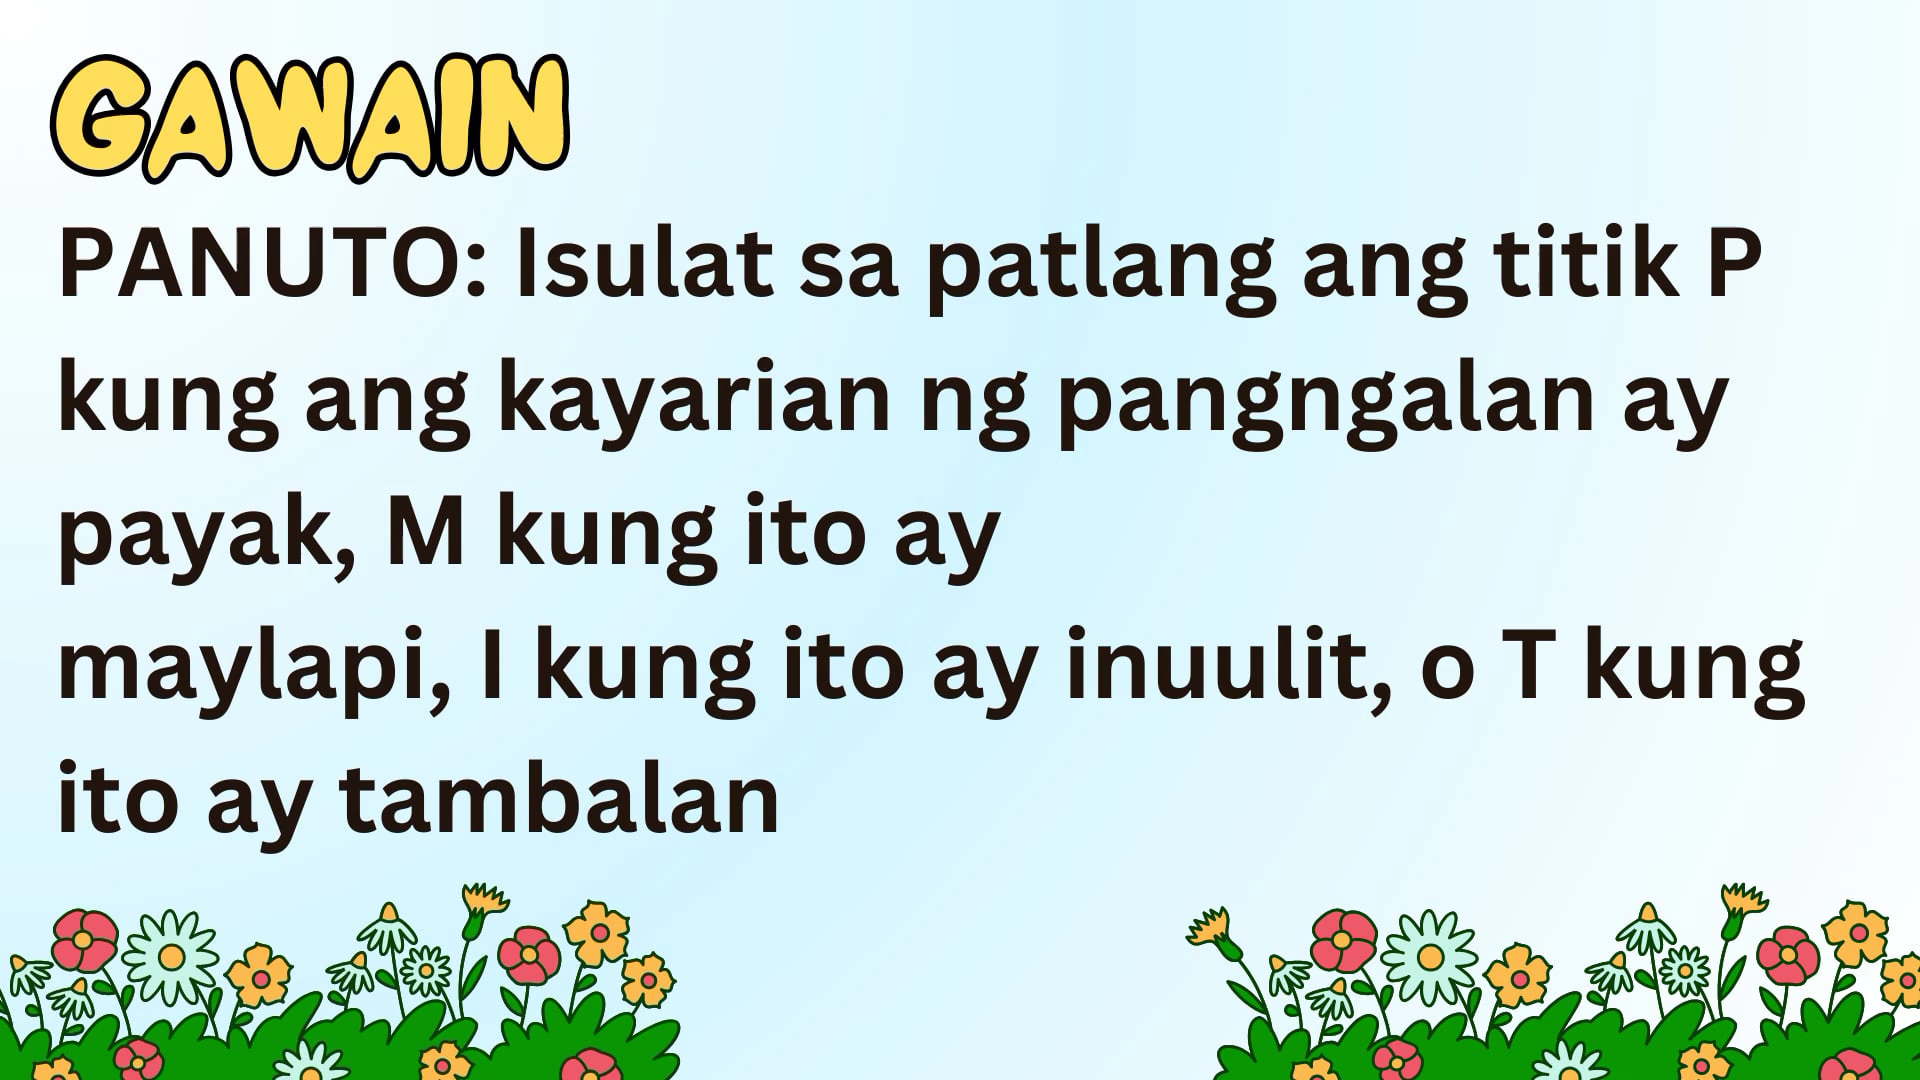 GAWAIN
PANUTO: Isulat sa patlang ang titik P
kung ang kayarian ng pangngalan ay
payak, M kung ito ay
maylapi, I kung ito ay inuulit, o T kung
ito ay tambalan